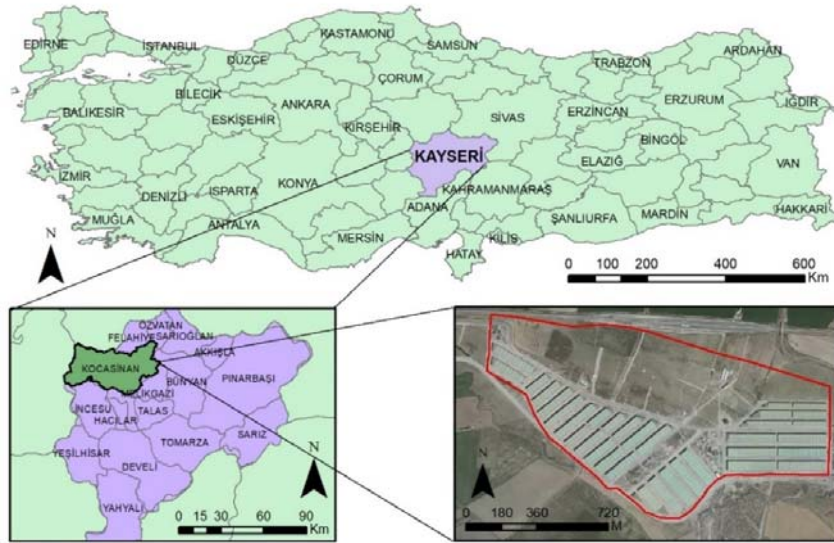 KASTAMONU
SAMSUN
EDİRNE
İSTANBUL
DÜZCE
TRABZON
ARDAHAN
ÇORUM
BİLECİK
BALIKESİR
ANKARA
SİVAS
ERZİNCAN
ERZURUM
IĞDIR
ESKİŞEHİR
KIRŞEHİR
KAYSERİ
BİNGÖL
ELAZIĞ
VAN
İZMİR
DENİZLİ
ISPARTA
KONYA
KAHRAMANMARAŞ
MUĞLA
ANTALYA
ADANA
MERSİN
ŞANLIURFA
MARDİN
HAKKARİ
HATAY
KİLİS
N
0 100 200 400 600
Km
ÖZVATAN
FELAHİYE
SARIOĞLAN
AKKIŞLA
KOCASİNAN
BÜNYAN
PINARBAŞI
MELİKGAZİ
İNCESU
HACILAR
TALAS
TOMARZA
SARIZ
YEŞİLHİSAR
DEVELİ
YAHYALI
N
0 15 30 60 90
Km
N
0 180 360 720
M